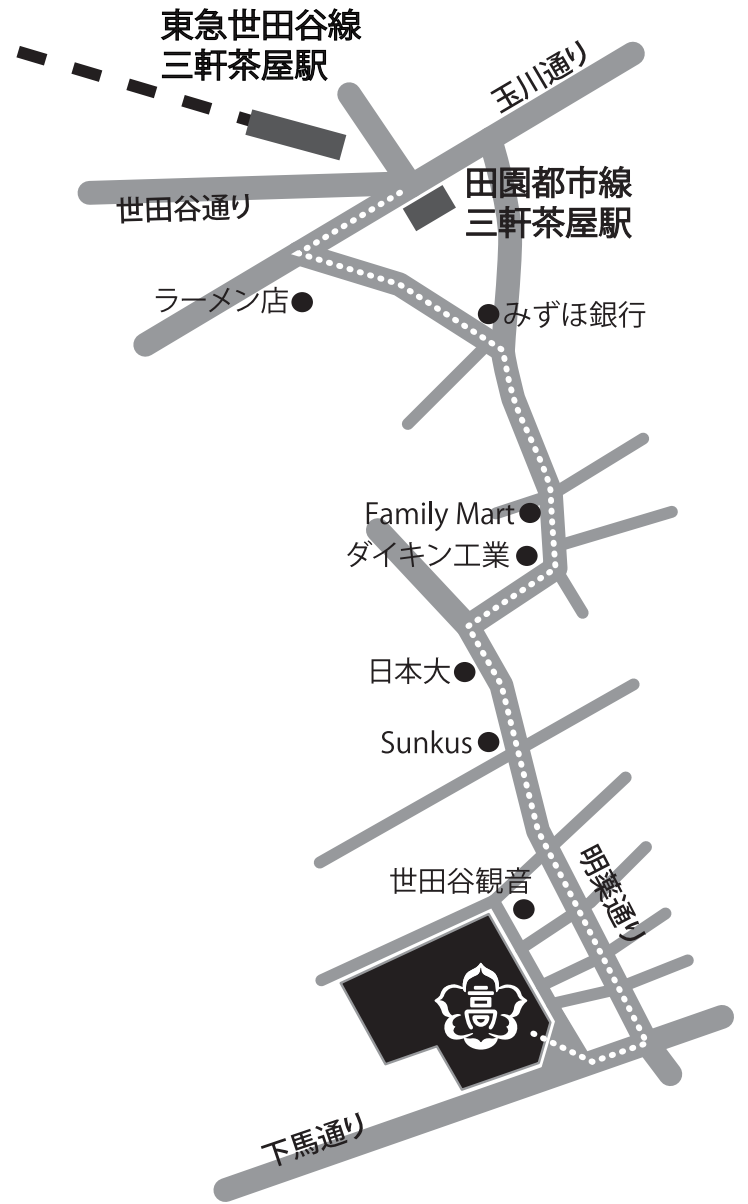 東急世田谷線
三軒茶屋駅
玉川通り
世田谷通り
田園都市線
三軒茶屋駅
ラーメン店
みずほ銀行
Family Mart
ダイキン工業
日本大
Sunkus
世田谷観音
明薬通り
高
下馬通り